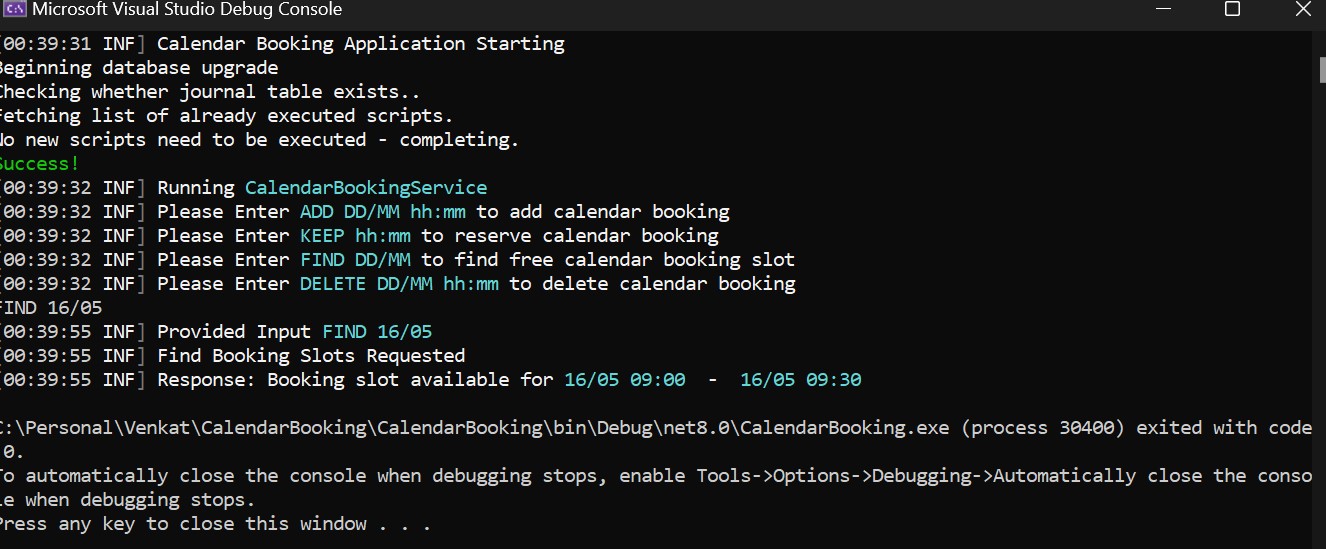 Microsoft Visual Studio Debug Console
[00:39:31 INF] Calendar Booking Application Starting
Beginning database upgrade
Checking whether journal table exists..
Fetching list of already executed scripts.
No new scripts need to be executed - completing.
Success!
[00:39:32 INF] Running CalendarBookingService
[00:39:32 INF] Please Enter ADD DD/MM hh:mm to add calendar booking
[00:39:32 INF] Please Enter KEEP hh:mm to reserve calendar booking
[00:39:32 INF] Please Enter FIND DD/MM to find free calendar booking slot
[00:39:32 INF] Please Enter DELETE DD/MM hh:mm to delete calendar booking
FIND 16/05
[00:39:55 INF] Provided Input FIND 16/05
[00:39:55 INF] Find Booking Slots Requested
[00:39:55 INF] Response: Booking slot available for 16/05 09:00  -  16/05 09:30
C:\Personal\Venkat\CalendarBooking\CalendarBooking\bin\Debug\net8.0\CalendarBooking.exe (process 30400) exited with code
0.
To automatically close the console when debugging stops, enable Tools->Options->Debugging->Automatically close the conso
le when debugging stops.
Press any key to close this window . . .